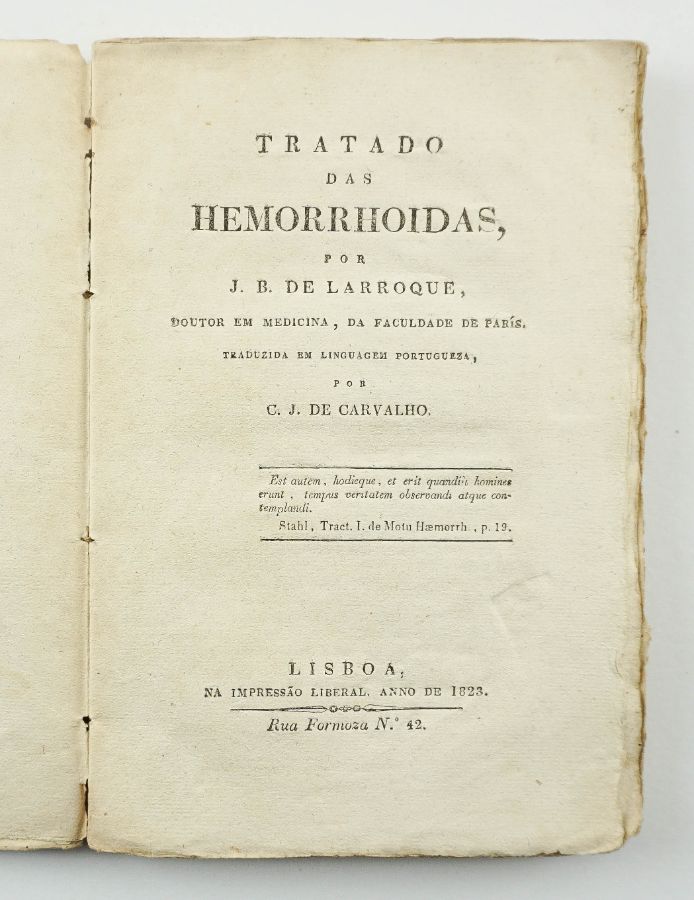 TRATADO
DAS
HEMORRHOIDAS,
POR
J. B. DE LARROQUE,
DOUTOR EM MEDICINA, DA FACULDADE DE PARÍS.
TRADUZIDA EM LINGUAGEM PORTUGUEZA,
POR
C. J. DE CARVALHO.
Est autem, hodieque, et erit quandiù homines
erunt, tempus veritatem observandi atque con-
templandi.
Stahl, Tract. I. de Motu Hæmorrh., p. 19.
LISBOA,
NA IMPRESSÃO LIBERAL, ANNO DE 1823.
Rua Formoza N.° 42.